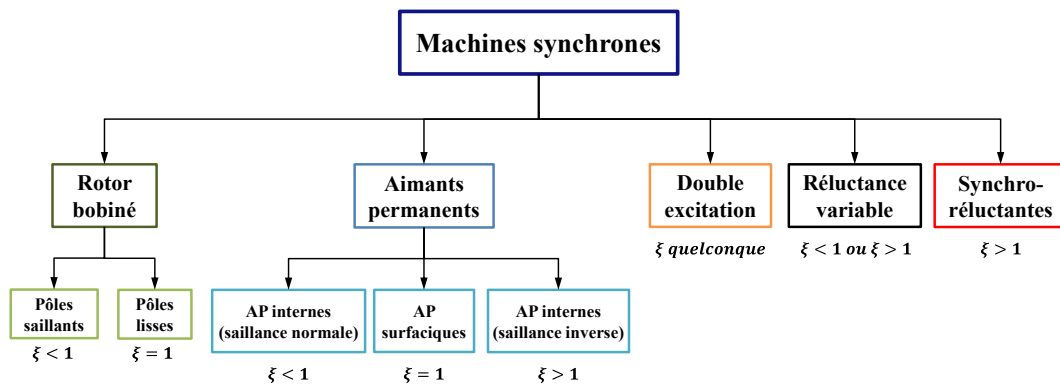 Machines synchrones
Rotor
bobiné
Aimants
permanents
Double
excitation
ξ quelconque
Réluctance
variable
ξ < 1 ou ξ > 1
Synchro-
réluctantes
ξ > 1
Pôles
saillants
ξ < 1
Pôles
lisses
ξ = 1
AP internes
(saillance normale)
ξ < 1
AP
surfaciques
ξ = 1
AP internes
(saillance inverse)
ξ > 1